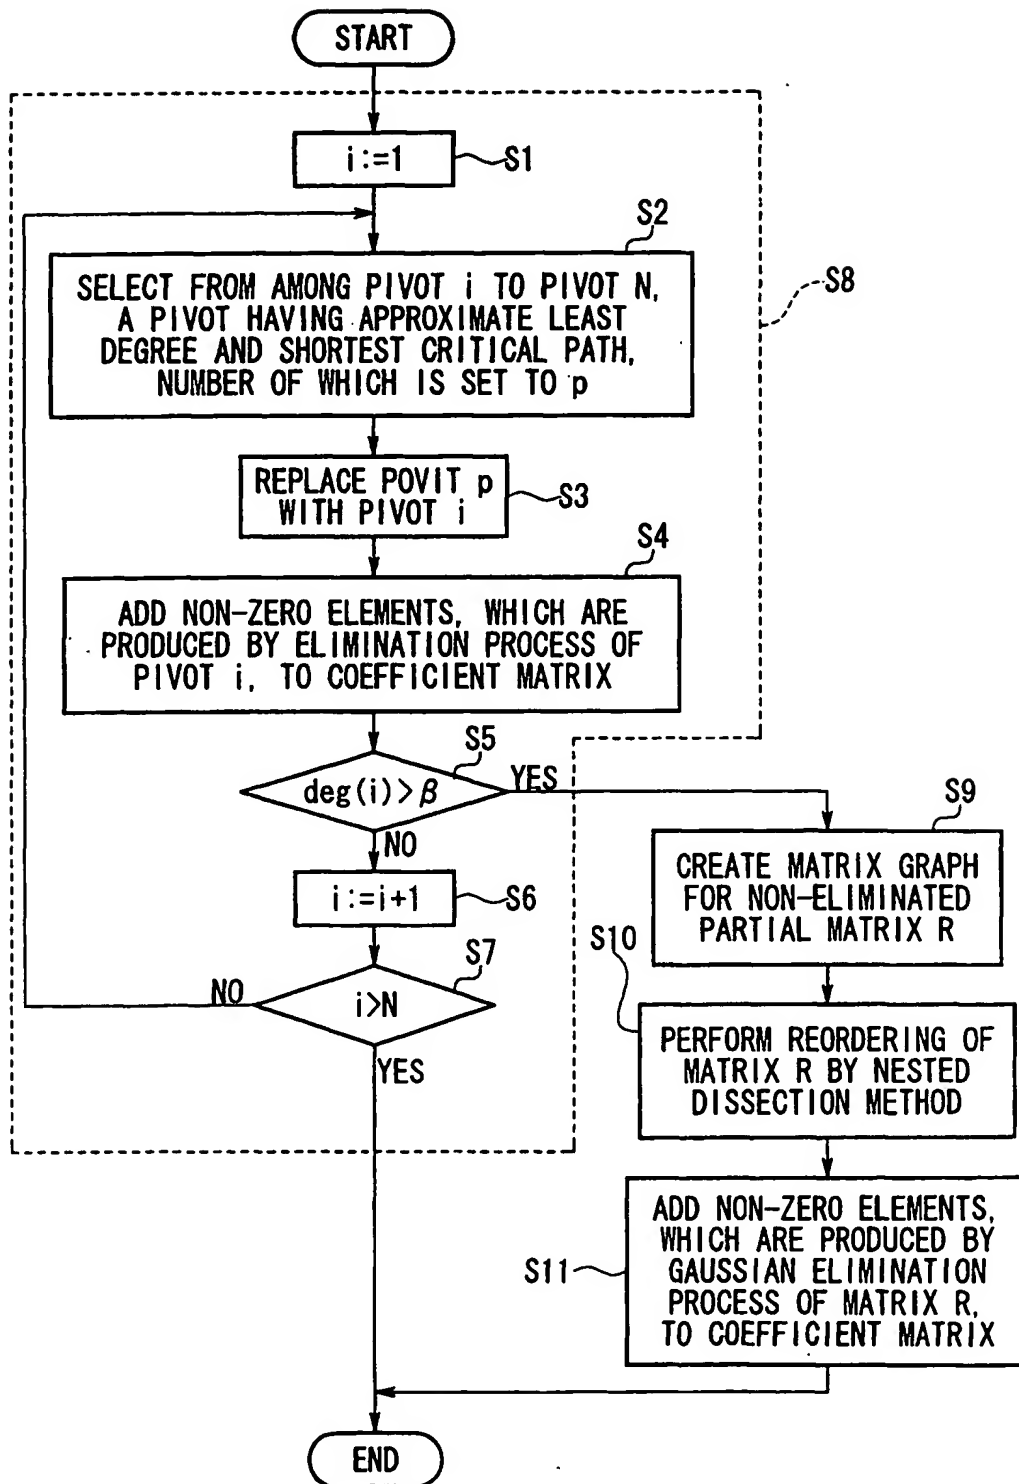 START
i:=1
S1
S2
SELECT FROM AMONG PIVOT i TO PIVOT N,
A PIVOT HAVING APPROXIMATE LEAST
DEGREE AND SHORTEST CRITICAL PATH,
NUMBER OF WHICH IS SET TO p
S8
REPLACE POVIT p
WITH PIVOT i
S3
S4
ADD NON-ZERO ELEMENTS, WHICH ARE
PRODUCED BY ELIMINATION PROCESS OF
PIVOT i, TO COEFFICIENT MATRIX
S5
deg(i)>β
YES
NO
i:=i+1
S6
S7
i>N
NO
YES
S9
CREATE MATRIX GRAPH
FOR NON-ELIMINATED
PARTIAL MATRIX R
S10
PERFORM REORDERING OF
MATRIX R BY NESTED
DISSECTION METHOD
S11
ADD NON-ZERO ELEMENTS,
WHICH ARE PRODUCED BY
GAUSSIAN ELIMINATION
PROCESS OF MATRIX R,
TO COEFFICIENT MATRIX
END